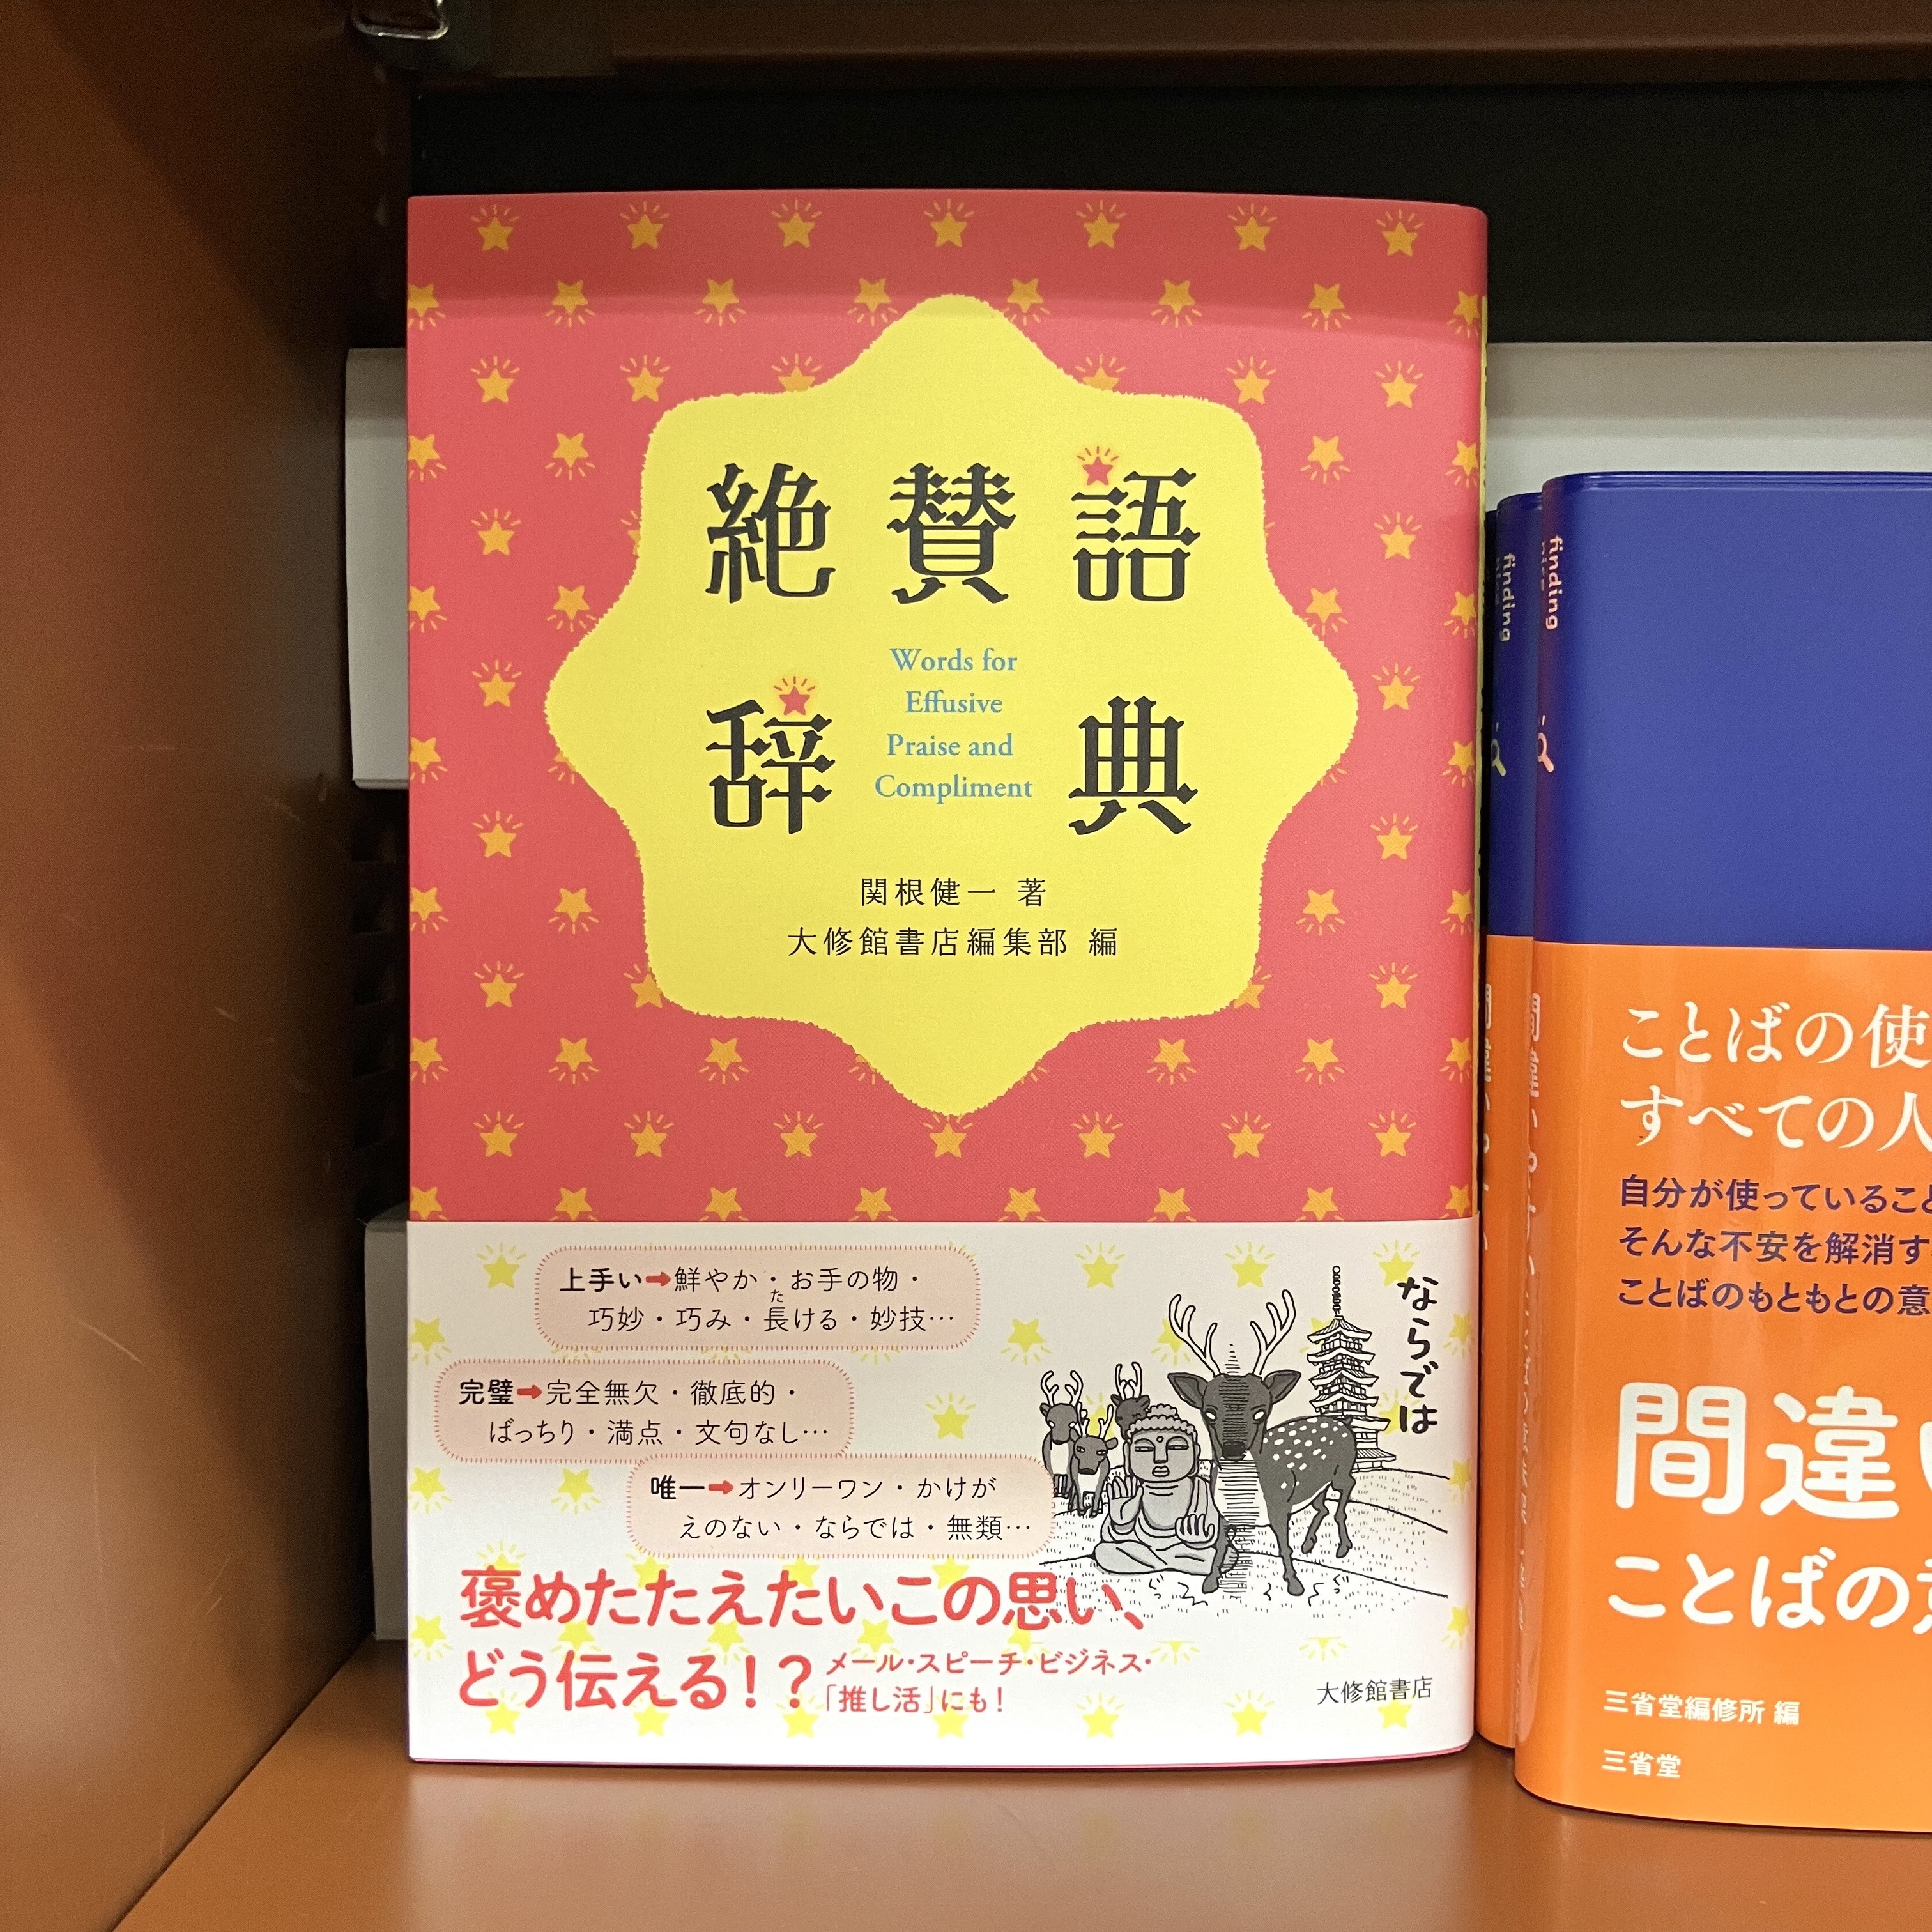 絶賛語
辞典
Words for
Effusive
Praise and
Compliment
関根健一 著
大修館書店編集部 編
上手い➡鮮やか・お手の物・
巧妙・巧み・長ける・妙技…
た
完璧➡完全無欠・徹底的・
ばっちり・満点・文句なし…
唯一➡オンリーワン・かけが
えのない・ならでは・無類…
ならでは
褒めたたえたいこの思い、
どう伝える!?
メール・スピーチ・ビジネス・
「推し活」にも!
大修館書店
finding
finding
ことばの使
すべての人
自分が使っているこ
そんな不安を解消す
ことばのもともとの意
間違い
ことばの意
三省堂編修所 編
三省堂